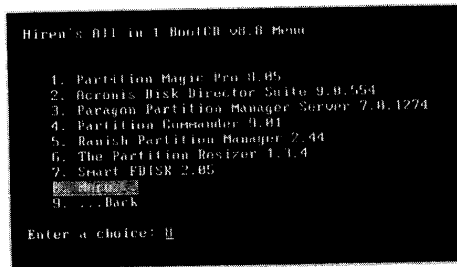 Hiren's All in 1 BootCD v8.8 Menu
1. Partition Magic Pro 8.05
2. Acronis Disk Director Suite 9.0.554
3. Paragon Partition Manager Server 7.0.1274
4. Partition Commander 9.01
5. Ranish Partition Manager 2.44
6. The Partition Resizer 1.3.4
7. Smart FDISK 2.05
8. More...
9. ...Back
Enter a choice: 8